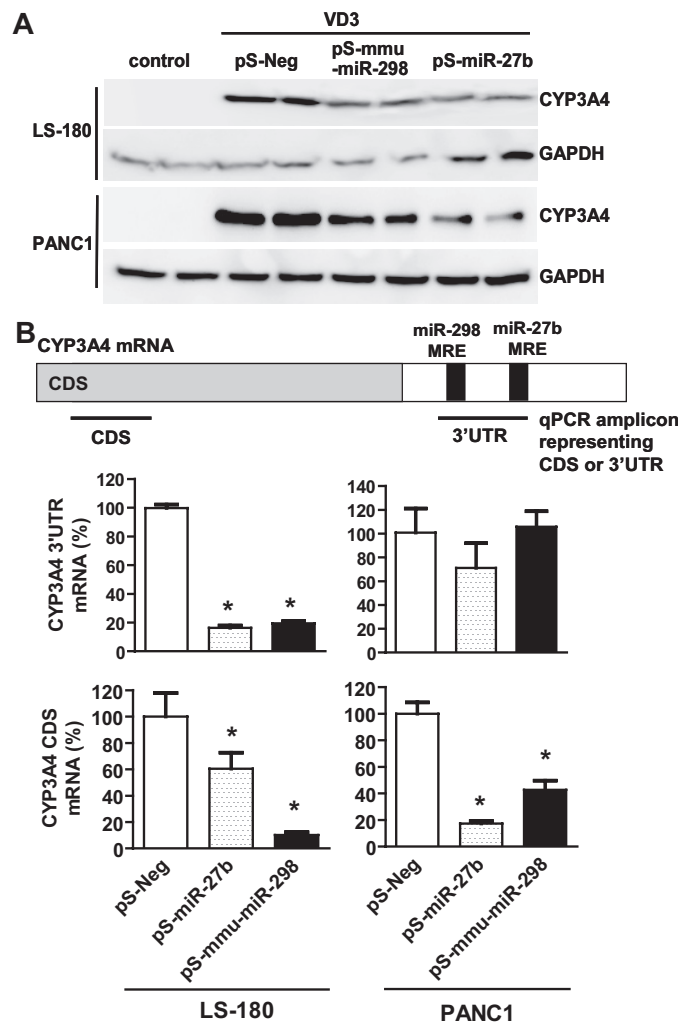 A
VD3
control
pS-Neg
pS-mmu
-miR-298
pS-miR-27b
LS-180
CYP3A4
GAPDH
PANC1
CYP3A4
GAPDH
B
CYP3A4 mRNA
miR-298
MRE
miR-27b
MRE
CDS
CDS
3'UTR
qPCR amplicon
representing
CDS or 3'UTR
CYP3A4 3'UTR
mRNA (%)
120
100
80
60
40
20
0
* *
140
120
100
80
60
40
20
0
CYP3A4 CDS
mRNA (%)
120
100
80
60
40
20
0
*
*
120
100
80
60
40
20
0
*
*
pS-Neg
pS-miR-27b
pS-mmu-miR-298
LS-180
pS-Neg
pS-miR-27b
pS-mmu-miR-298
PANC1